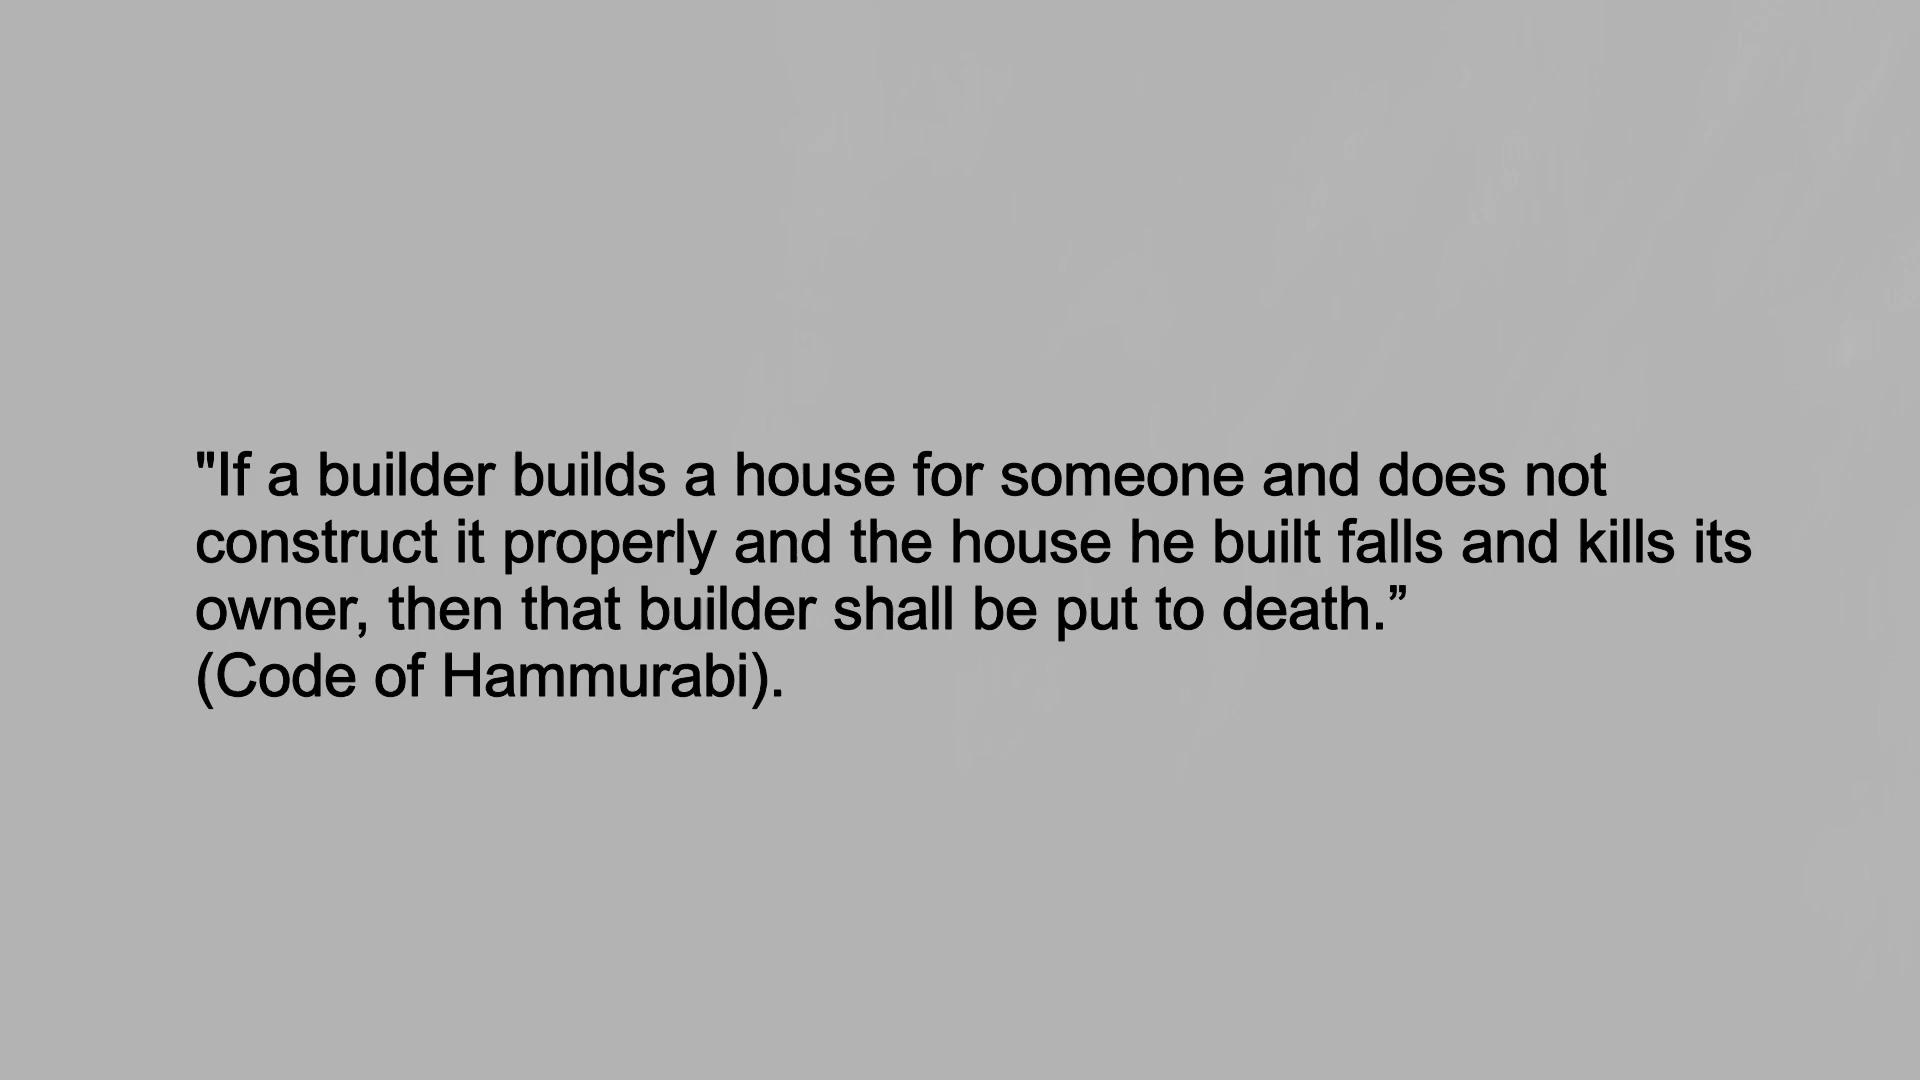 "If a builder builds a house for someone and does not
construct it properly and the house he built falls and kills its
owner, then that builder shall be put to death.”
(Code of Hammurabi).